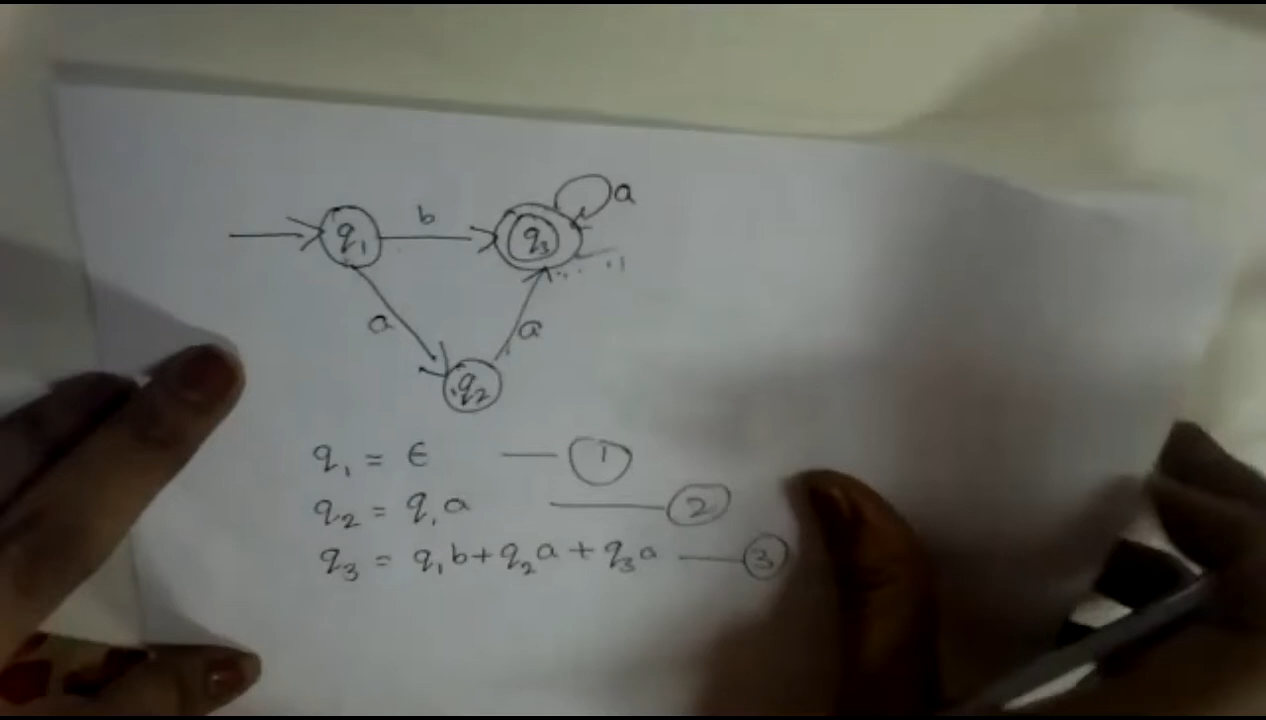 b
a
q₁
q₃
a
a
q₂
q₁ = ϵ — ①
q₂ = q₁a — ②
q₃ = q₁b + q₂a + q₃a — ③